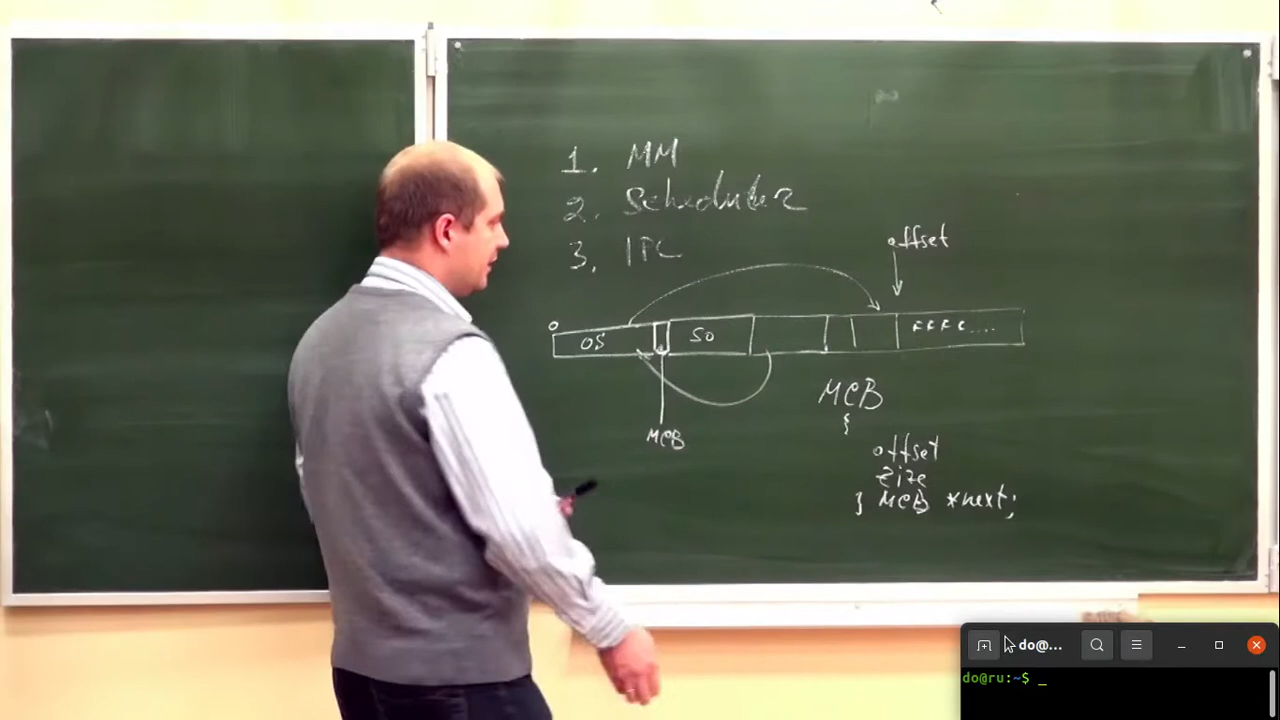 1. MM
2. Scheduler
3. IPC
offset
0
OS
50
FFFF....
MCB
MCB
{
offset
size
} MCB *next;
do@...
do@ru:~$ _